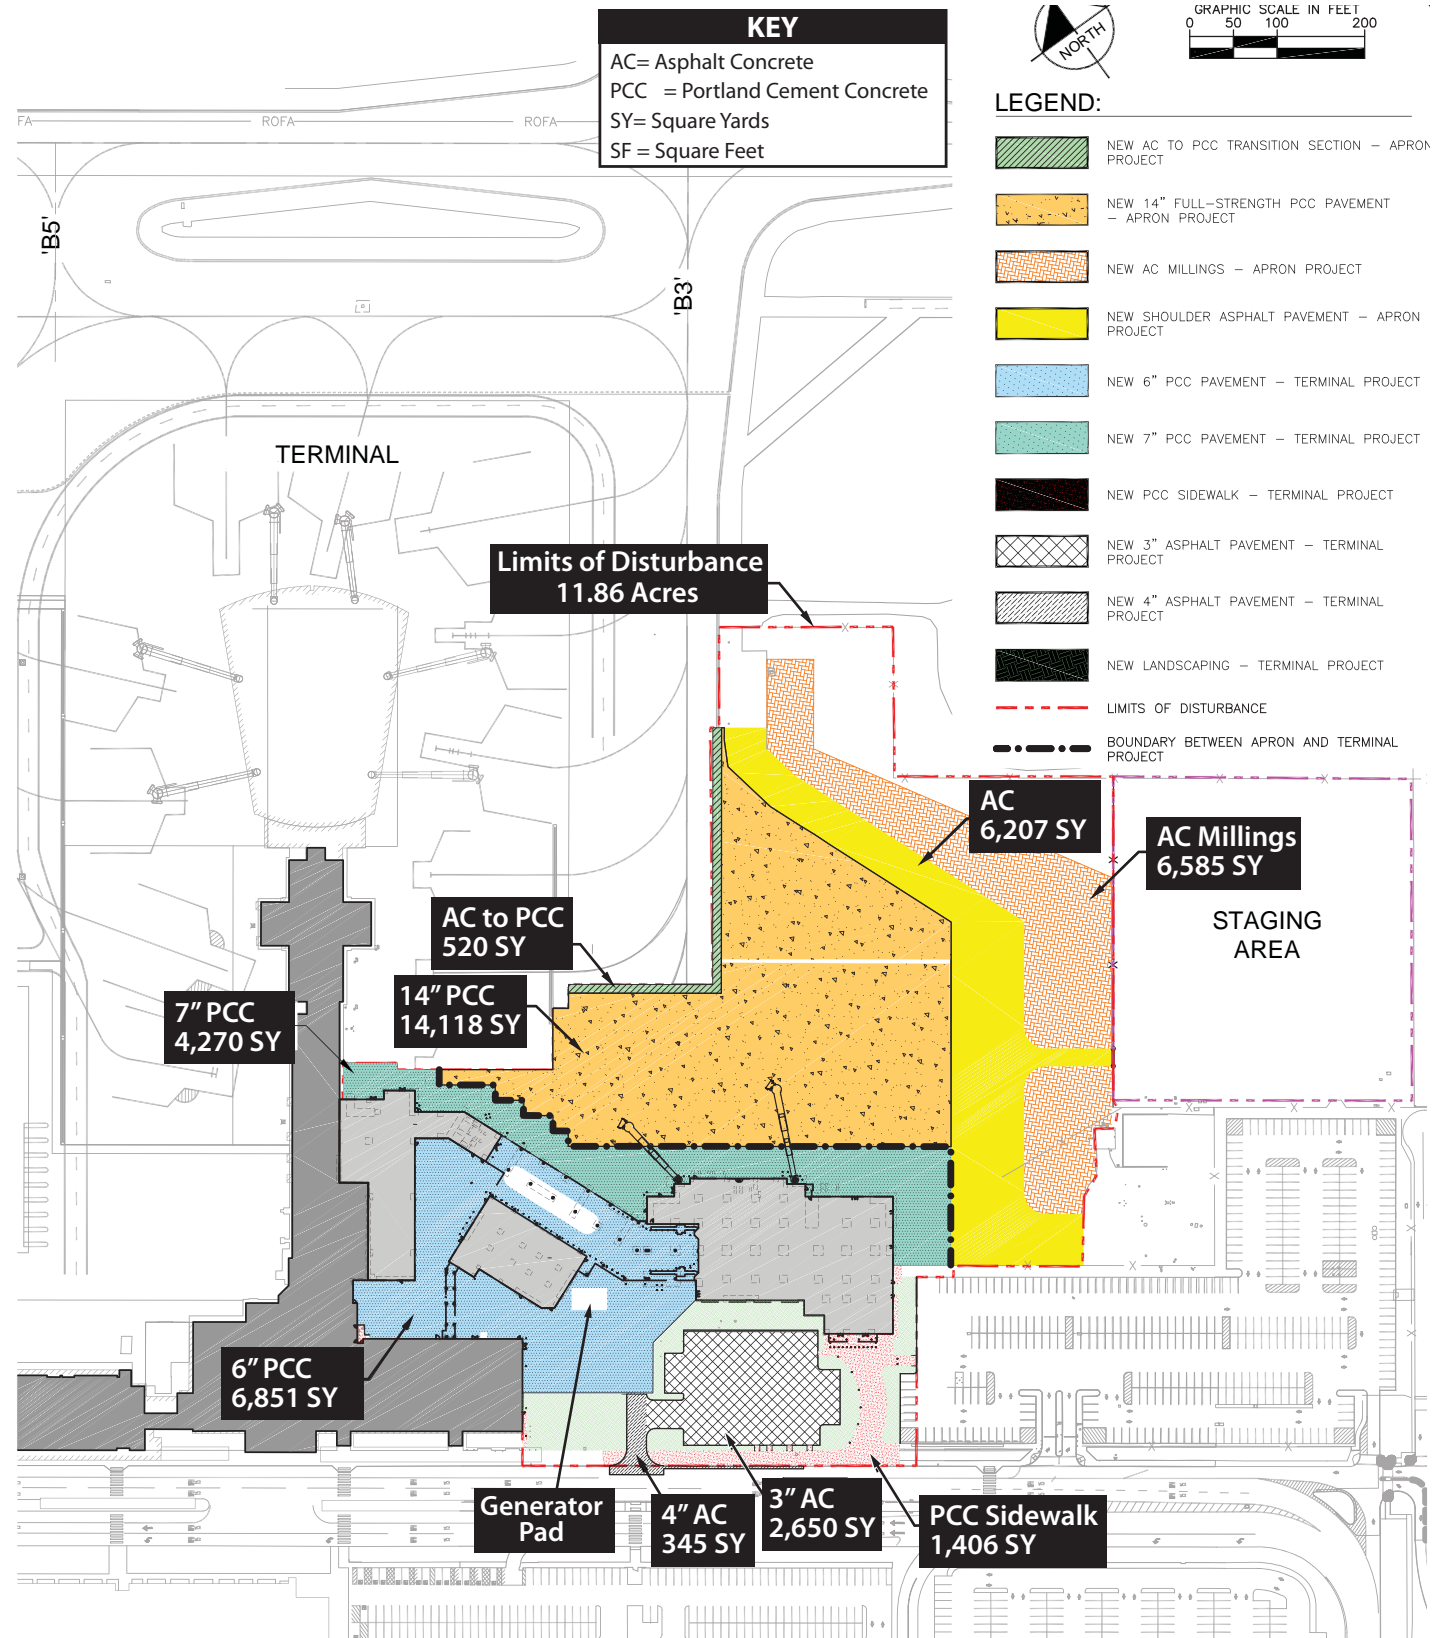 KEY
AC= Asphalt Concrete
PCC = Portland Cement Concrete
SY= Square Yards
SF = Square Feet
NORTH
GRAPHIC SCALE IN FEET
0 50 100 200
LEGEND:
NEW AC TO PCC TRANSITION SECTION – APRON
PROJECT
NEW 14" FULL–STRENGTH PCC PAVEMENT
– APRON PROJECT
NEW AC MILLINGS – APRON PROJECT
NEW SHOULDER ASPHALT PAVEMENT – APRON
PROJECT
NEW 6" PCC PAVEMENT – TERMINAL PROJECT
NEW 7" PCC PAVEMENT – TERMINAL PROJECT
NEW PCC SIDEWALK – TERMINAL PROJECT
NEW 3" ASPHALT PAVEMENT – TERMINAL
PROJECT
NEW 4" ASPHALT PAVEMENT – TERMINAL
PROJECT
NEW LANDSCAPING – TERMINAL PROJECT
LIMITS OF DISTURBANCE
BOUNDARY BETWEEN APRON AND TERMINAL
PROJECT
FA
ROFA
ROFA
'B5'
'B3'
TERMINAL
Limits of Disturbance
11.86 Acres
AC
6,207 SY
AC Millings
6,585 SY
STAGING
AREA
AC to PCC
520 SY
14" PCC
14,118 SY
7" PCC
4,270 SY
6" PCC
6,851 SY
Generator
Pad
4" AC
345 SY
3" AC
2,650 SY
PCC Sidewalk
1,406 SY